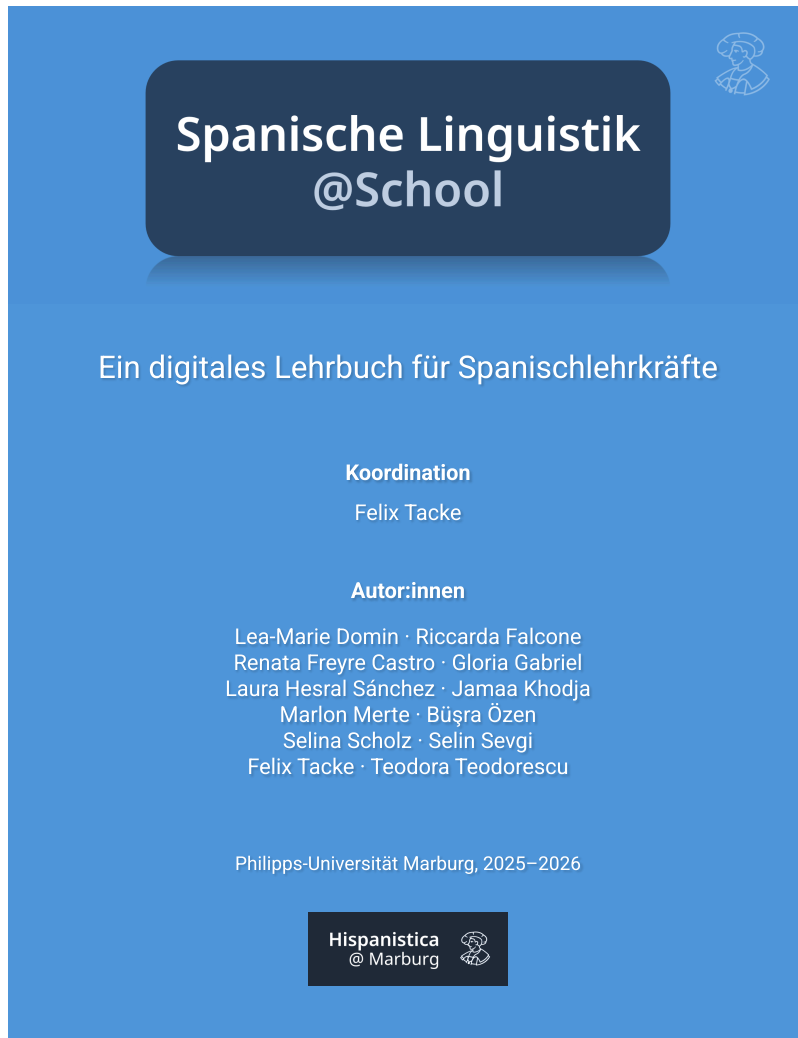 Spanische Linguistik
@School
Ein digitales Lehrbuch für Spanischlehrkräfte
Koordination
Felix Tacke
Autor:innen
Lea-Marie Domin · Riccarda Falcone
Renata Freyre Castro · Gloria Gabriel
Laura Hesral Sánchez · Jamaa Khodja
Marlon Merte · Büşra Özen
Selina Scholz · Selin Sevgi
Felix Tacke · Teodora Teodorescu
Philipps-Universität Marburg, 2025–2026
Hispanistica
@ Marburg